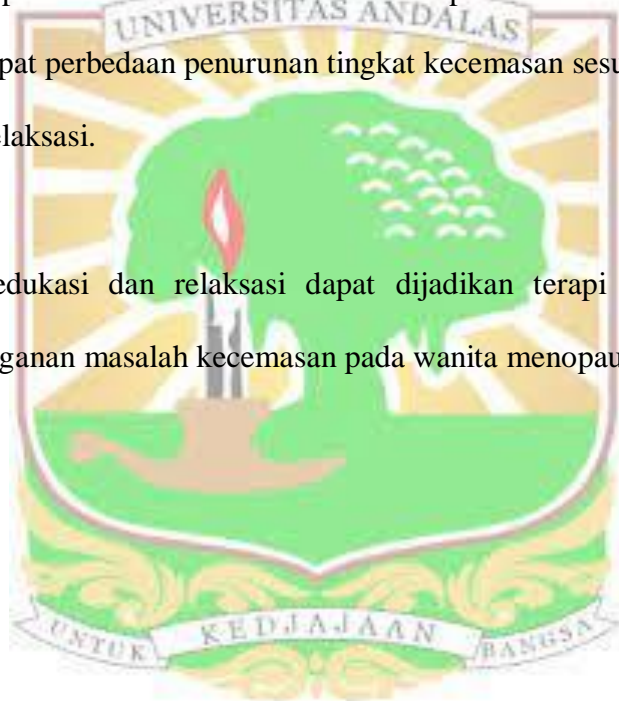 UNIVERSITAS ANDALAS
pat perbedaan penurunan tingkat kecemasan sesu
elaksasi.
edukasi dan relaksasi dapat dijadikan terapi
ganan masalah kecemasan pada wanita menopau
UNTUK KEDJAJAAN BANGSA